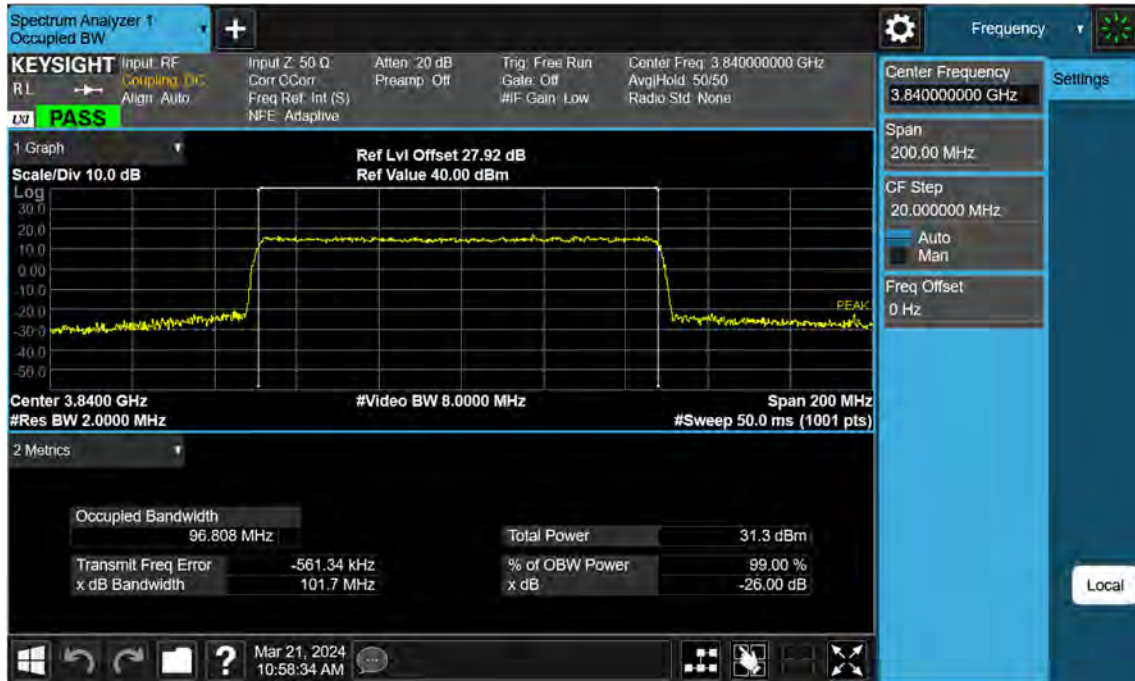 Spectrum Analyzer 1
Occupied BW
Frequency
KEYSIGHT Input: RF Input Z: 50 Ω Atten: 20 dB Trig: Free Run Center Freq: 3.840000000 GHz
RL Coupling: DC Corr CCorr Preamp: Off Gate: Off Avg|Hold: 50/50
Align: Auto Freq Ref: Int (S) #IF Gain: Low Radio Std: None
LXI PASS NFE: Adaptive
Center Frequency
3.840000000 GHz
Settings
Span
200.00 MHz
CF Step
20.000000 MHz
Auto
Man
Freq Offset
0 Hz
1 Graph
Ref Lvl Offset 27.92 dB
Scale/Div 10.0 dB Ref Value 40.00 dBm
Log
30.0
20.0
10.0
0.00
-10.0
-20.0
-30.0
-40.0
-50.0
PEAK
Center 3.8400 GHz #Video BW 8.0000 MHz Span 200 MHz
#Res BW 2.0000 MHz #Sweep 50.0 ms (1001 pts)
2 Metrics
Occupied Bandwidth
96.808 MHz
Total Power 31.3 dBm
Transmit Freq Error -561.34 kHz % of OBW Power 99.00 %
x dB Bandwidth 101.7 MHz x dB -26.00 dB
Local
? Mar 21, 2024
10:58:34 AM